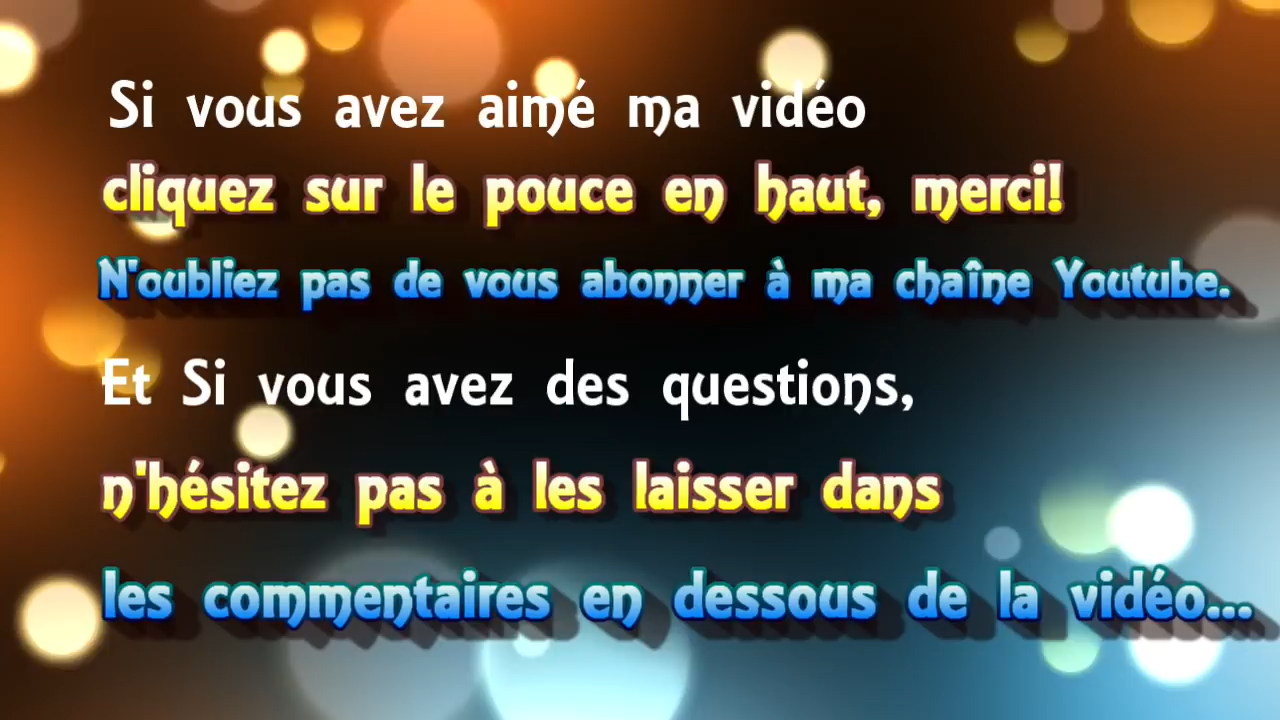 Si vous avez aimé ma vidéo
cliquez sur le pouce en haut, merci!
N'oubliez pas de vous abonner à ma chaîne Youtube.
Et Si vous avez des questions,
n'hésitez pas à les laisser dans
les commentaires en dessous de la vidéo...